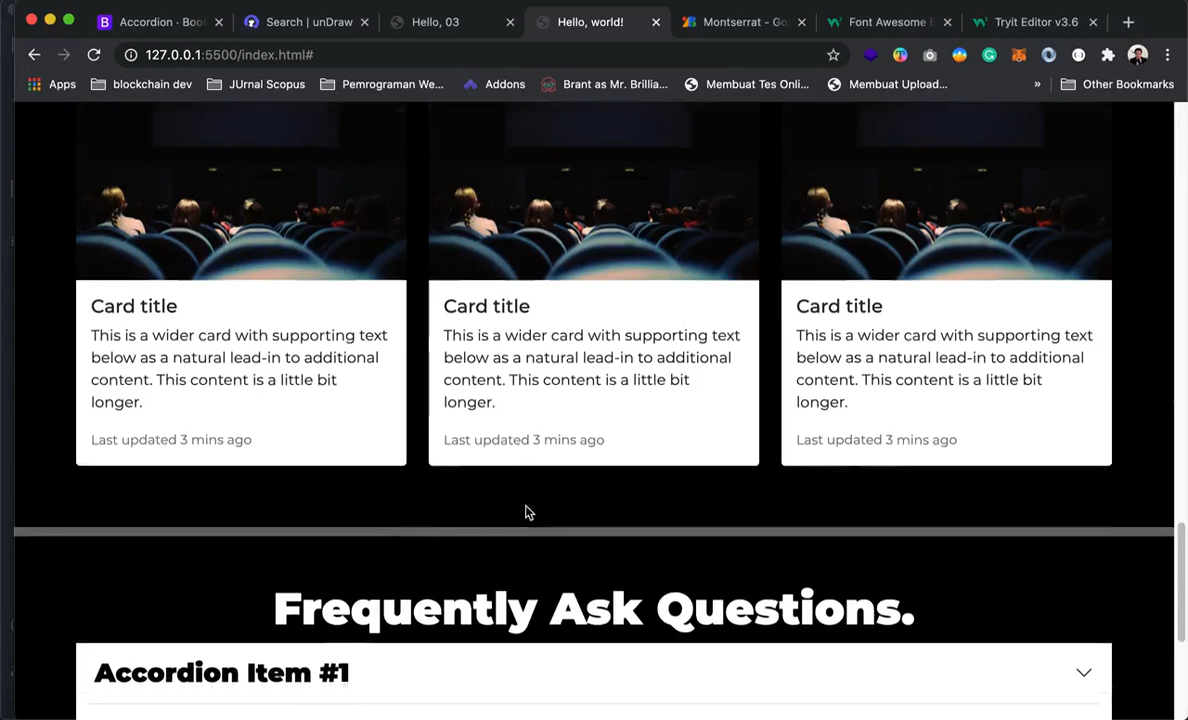 Accordion · Boo
Search | unDraw
Hello, 03
Hello, world!
Montserrat - Go
Font Awesome
Tryit Editor v3.6
127.0.0.1:5500/index.html#
Apps
blockchain dev
JUrnal Scopus
Pemrograman We...
Addons
Brant as Mr. Brillia...
Membuat Tes Onli...
Membuat Upload...
»
Other Bookmarks
Card title
This is a wider card with supporting text
below as a natural lead-in to additional
content. This content is a little bit
longer.
Last updated 3 mins ago
Card title
This is a wider card with supporting text
below as a natural lead-in to additional
content. This content is a little bit
longer.
Last updated 3 mins ago
Card title
This is a wider card with supporting text
below as a natural lead-in to additional
content. This content is a little bit
longer.
Last updated 3 mins ago
Frequently Ask Questions.
Accordion Item #1